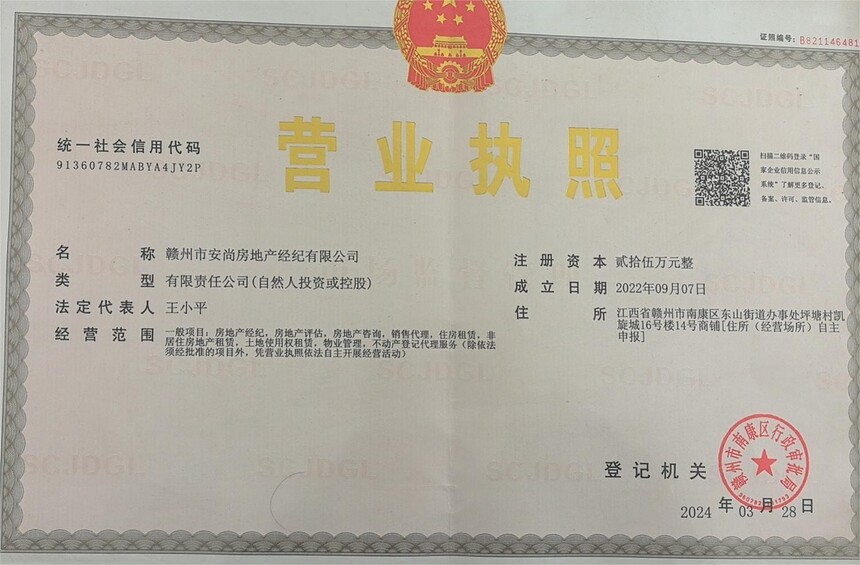 证照编号：B821146481
统一社会信用代码
91360782MABYA4JY2P
营业执照
扫描二维码登录“国
家企业信用信息公示
系统”了解更多登记、
备案、许可、监管信息。
名称 赣州市安尚房地产经纪有限公司
类型 有限责任公司(自然人投资或控股)
法定代表人 王小平
经营范围 一般项目：房地产经纪，房地产评估，房地产咨询，销售代理，住房租赁，非
居住房地产租赁，土地使用权租赁，物业管理，不动产登记代理服务（除依法
须经批准的项目外，凭营业执照依法自主开展经营活动）
注册资本 贰拾伍万元整
成立日期 2022年09月07日
住所 江西省赣州市南康区东山街道办事处坪塘村凯
旋城16号楼14号商铺[住所（经营场所）自主
申报]
登记机关
赣州市南康区行政审批局
2024年03月28日
SCJDGL